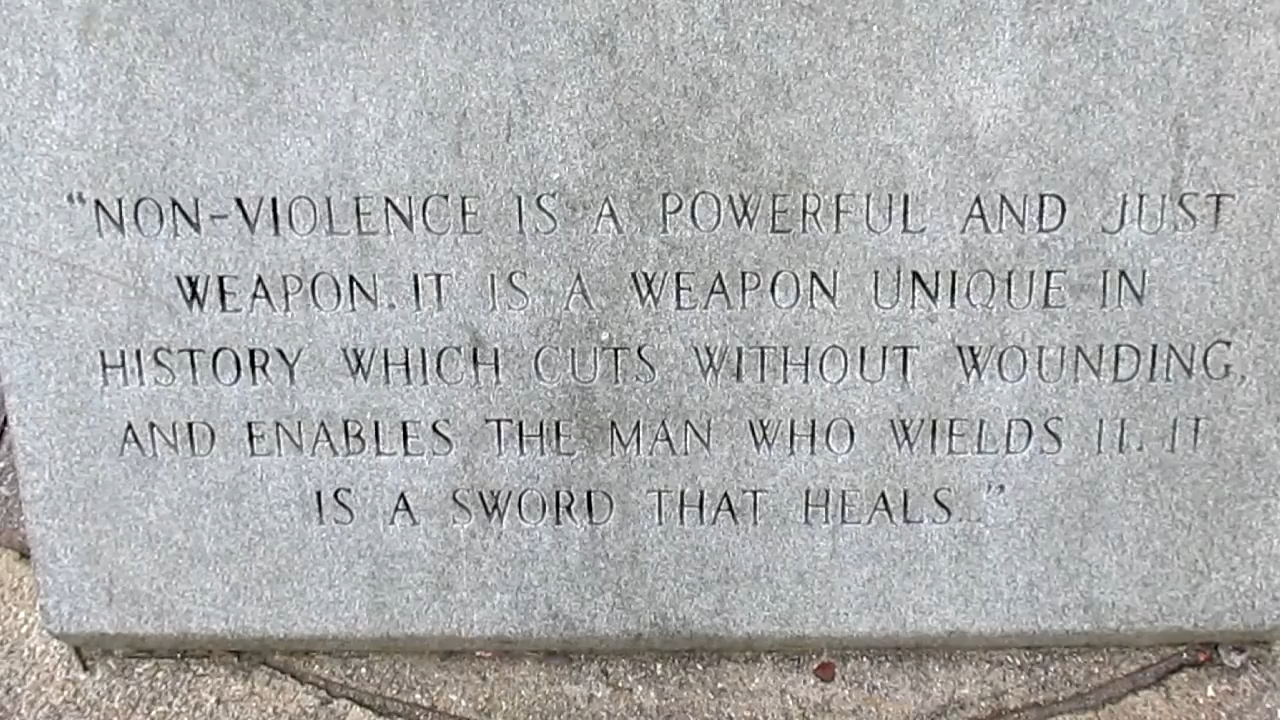 “NON-VIOLENCE IS A POWERFUL AND JUST
WEAPON. IT IS A WEAPON UNIQUE IN
HISTORY WHICH CUTS WITHOUT WOUNDING,
AND ENABLES THE MAN WHO WIELDS IT. IT
IS A SWORD THAT HEALS...”